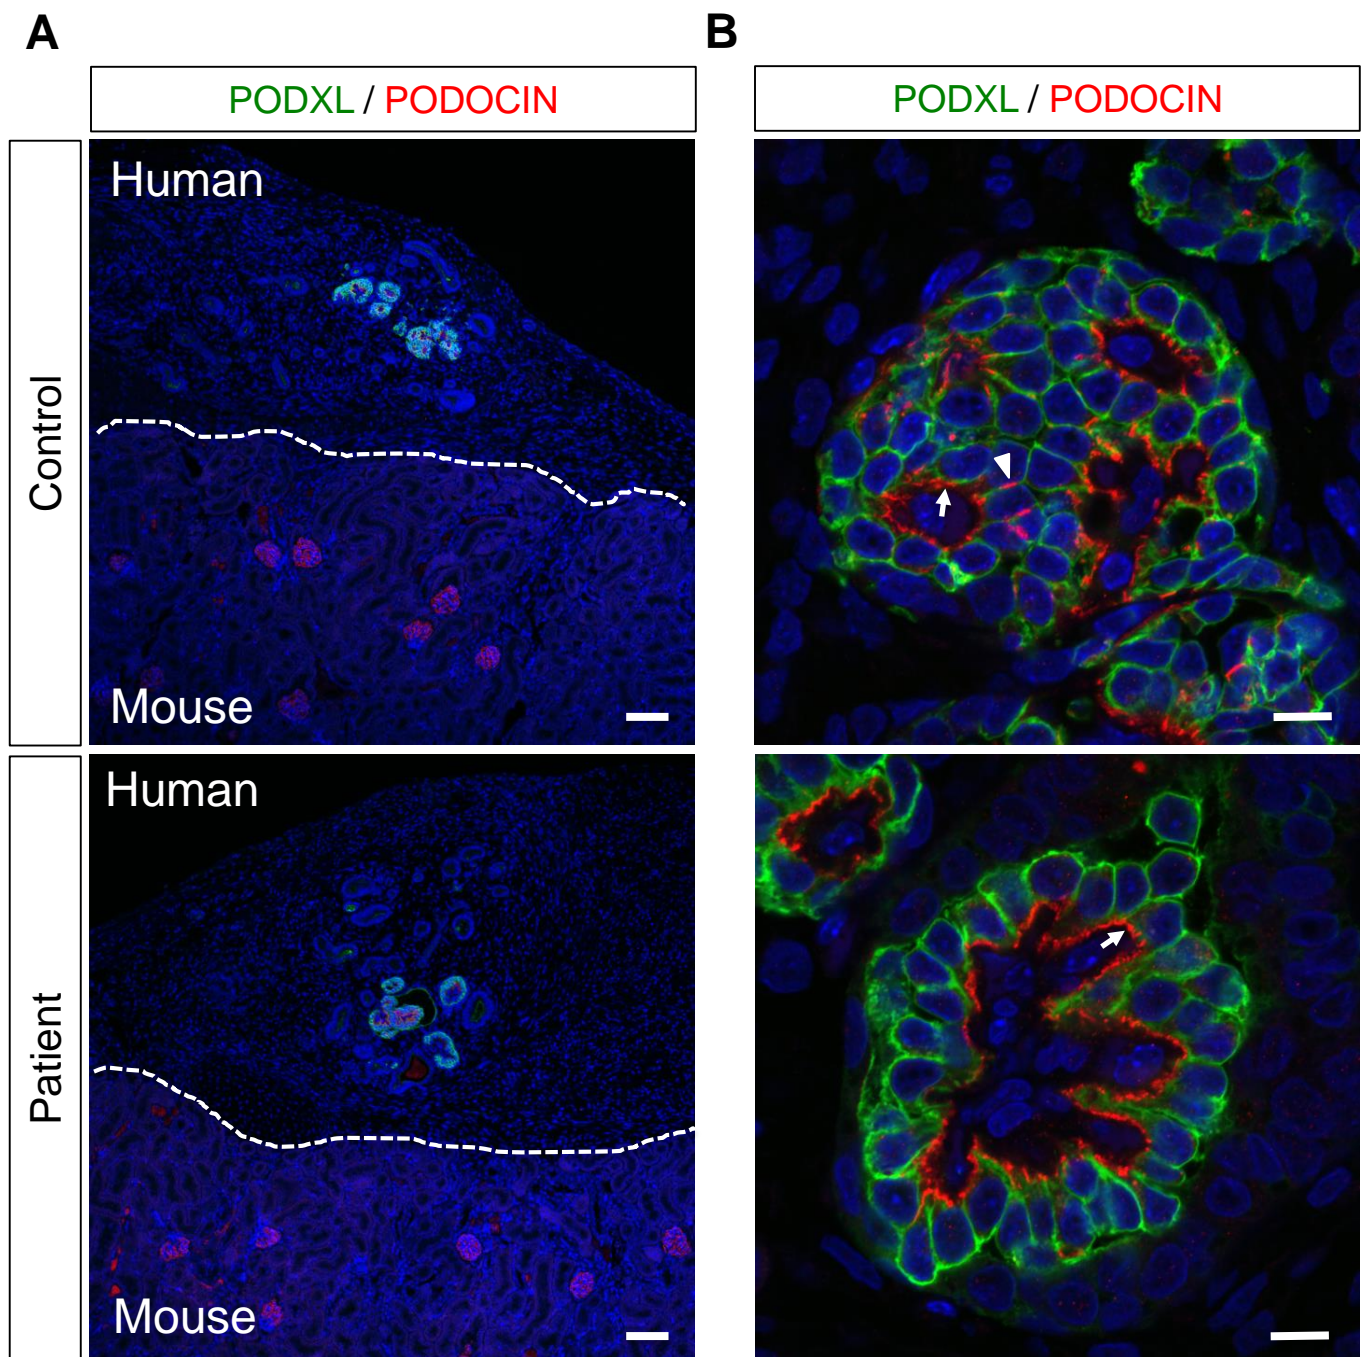 A
B
PODXL / PODOCIN
PODXL / PODOCIN
Control
Human
Mouse
Patient
Human
Mouse